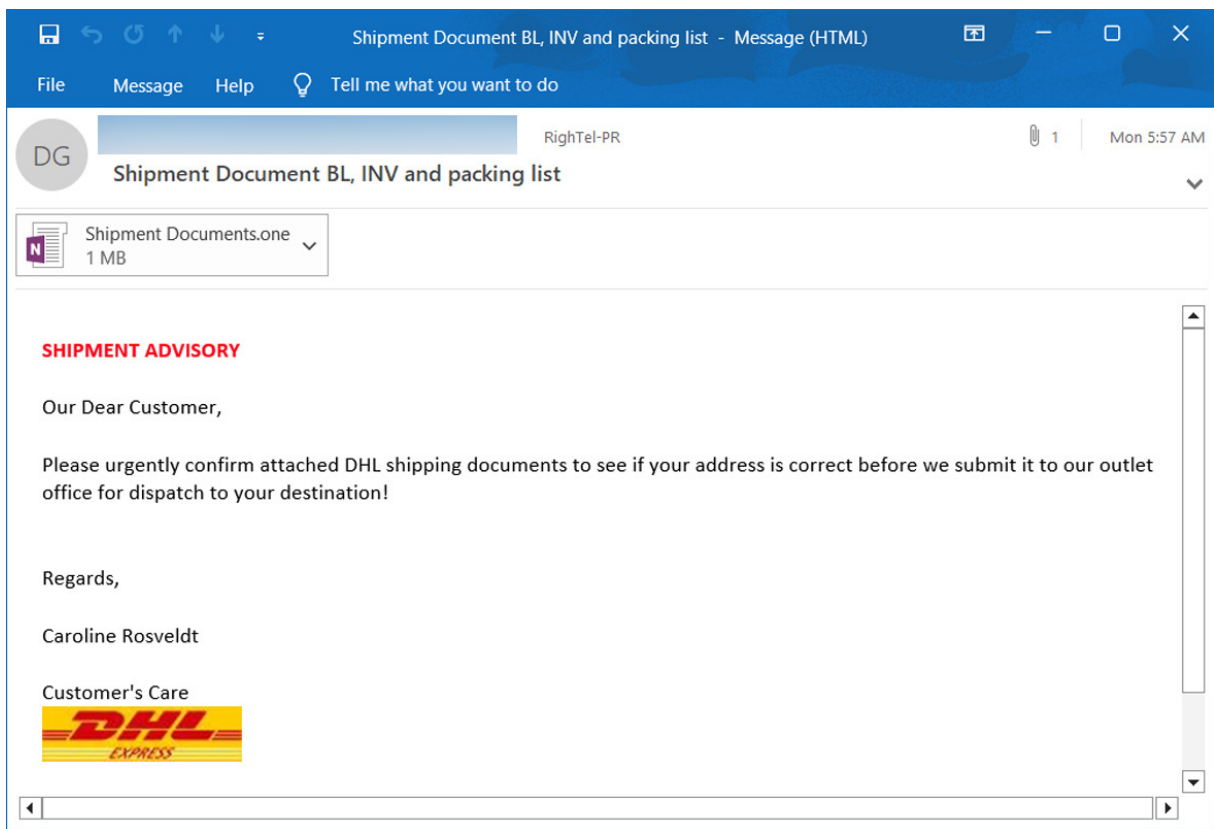 Shipment Document BL, INV and packing list - Message (HTML)
File Message Help Tell me what you want to do
DG
RighTel-PR
1
Mon 5:57 AM
Shipment Document BL, INV and packing list
N
Shipment Documents.one
1 MB
SHIPMENT ADVISORY
Our Dear Customer,
Please urgently confirm attached DHL shipping documents to see if your address is correct before we submit it to our outlet
office for dispatch to your destination!
Regards,
Caroline Rosveldt
Customer's Care
DHL
EXPRESS